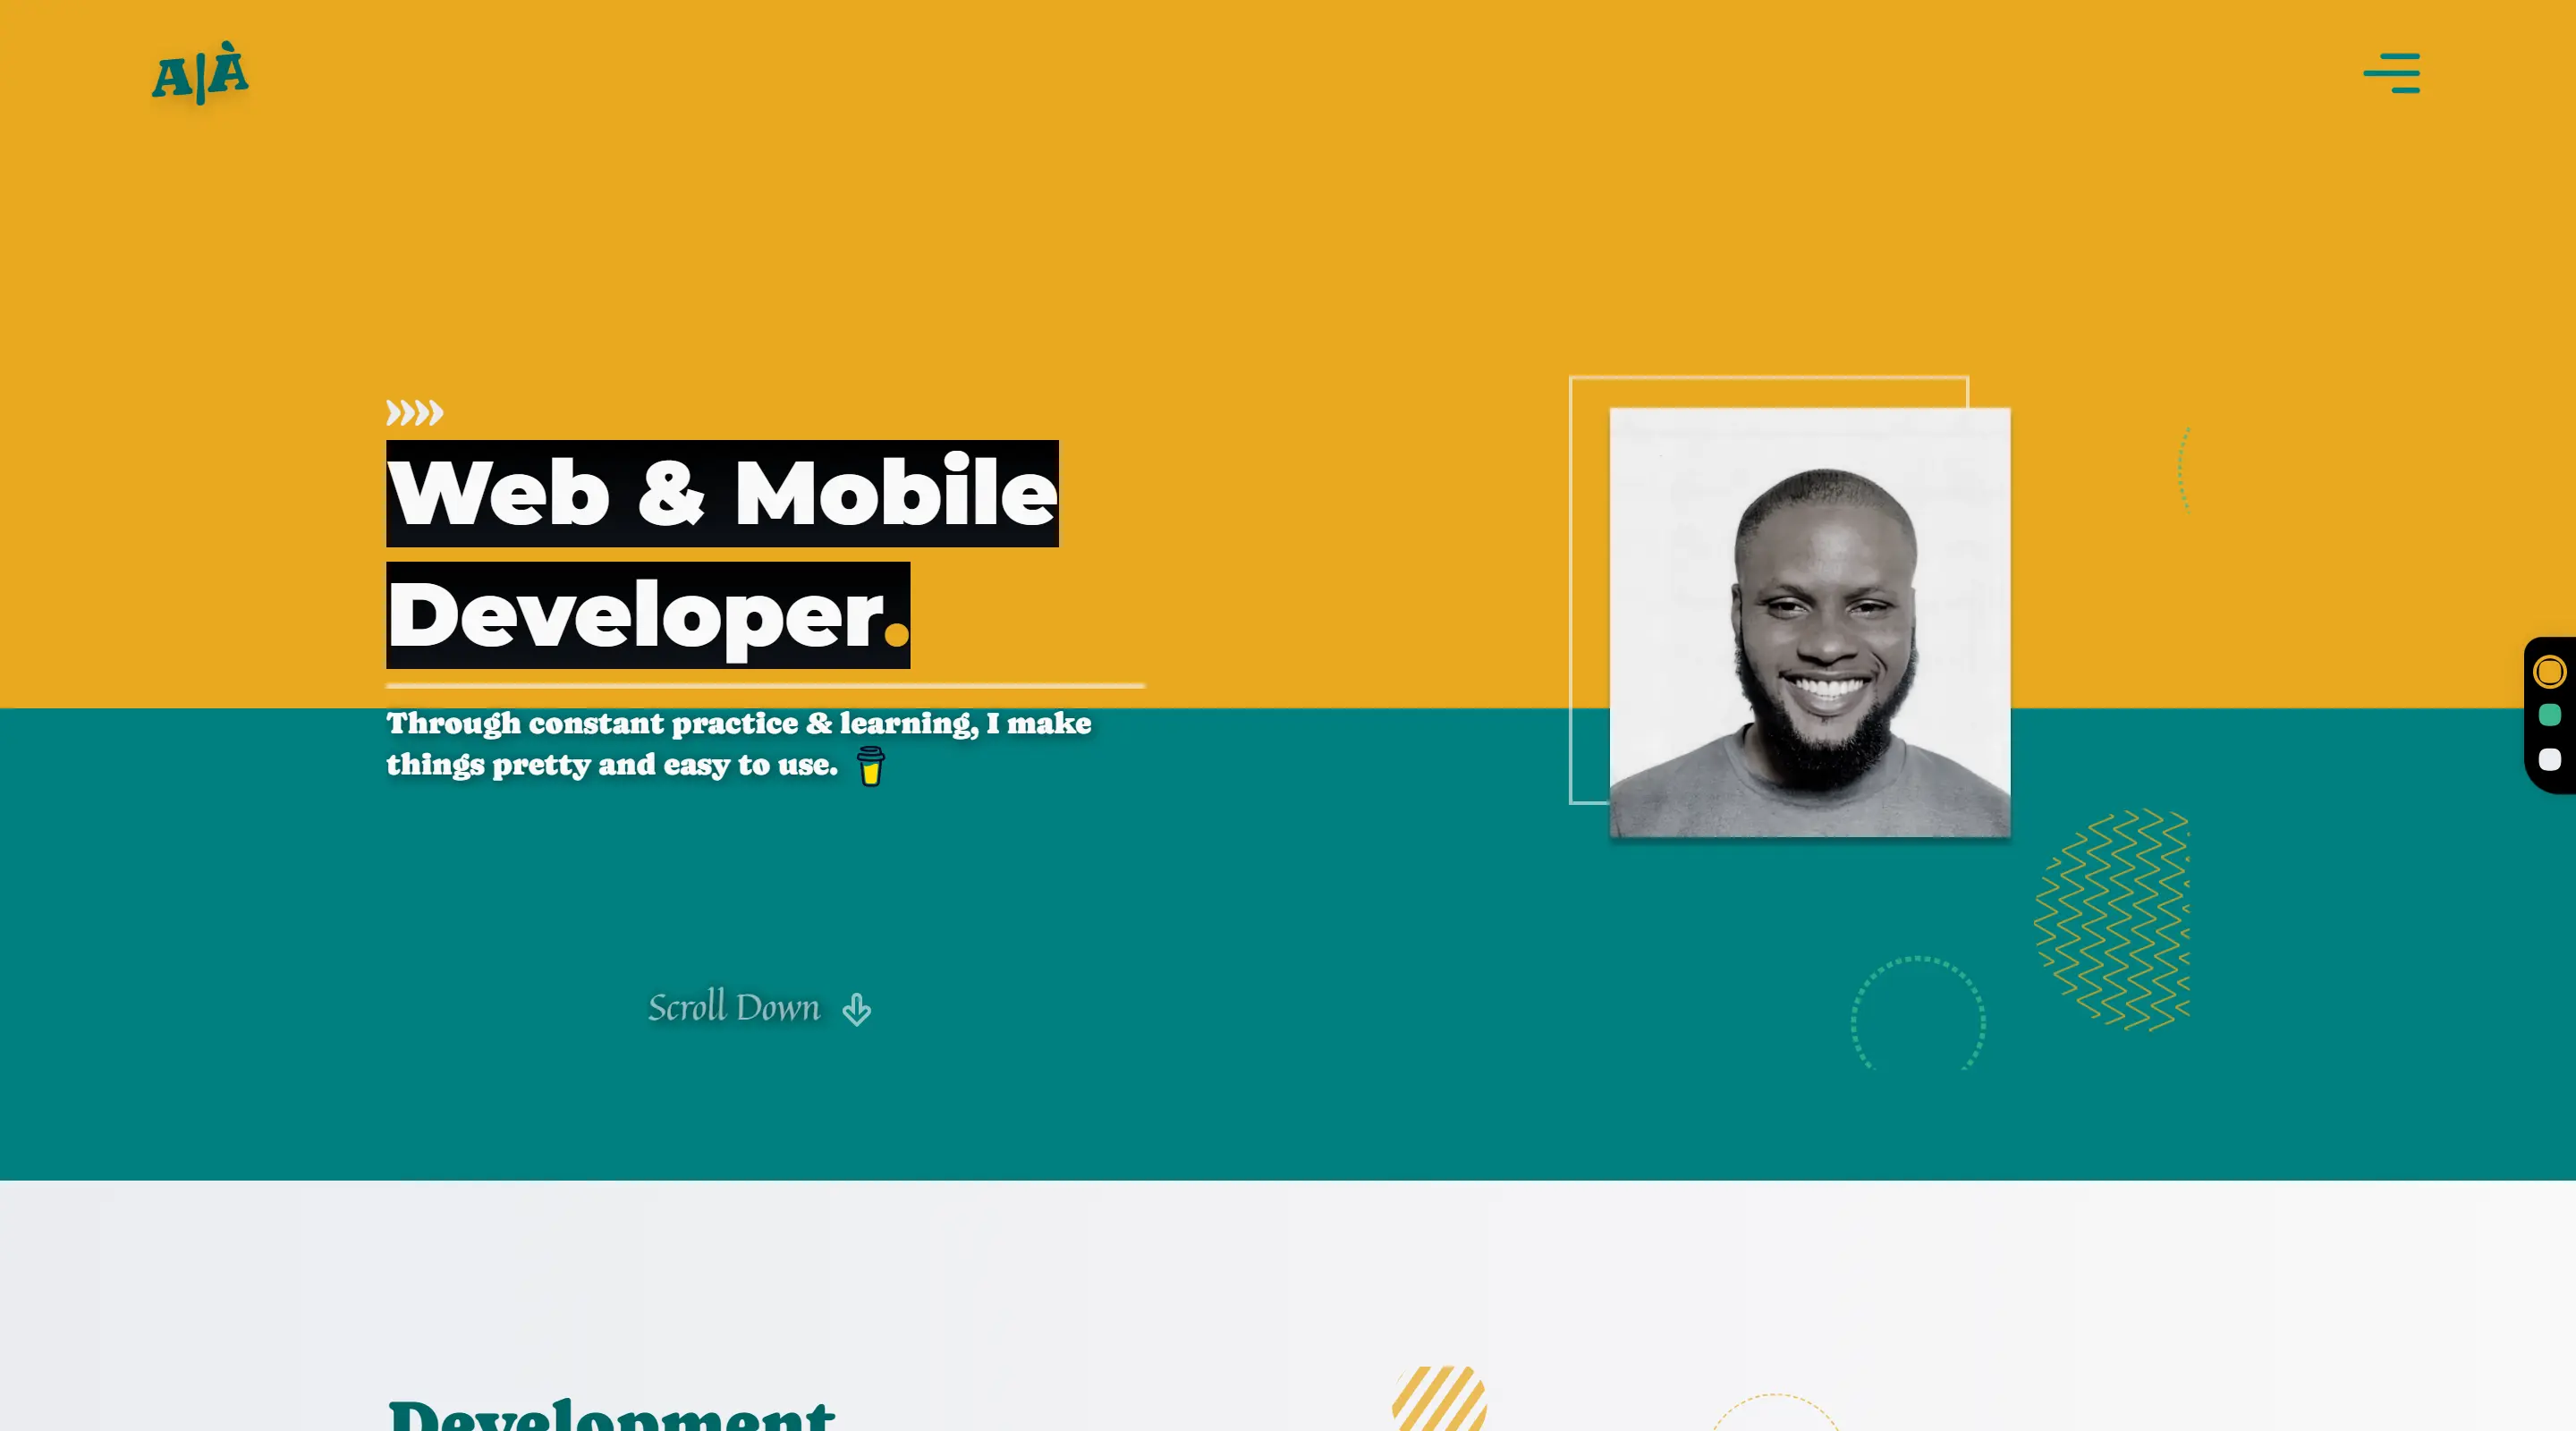 A|À
Web & Mobile
Developer.
Through constant practice & learning, I make
things pretty and easy to use.
Scroll Down
Development